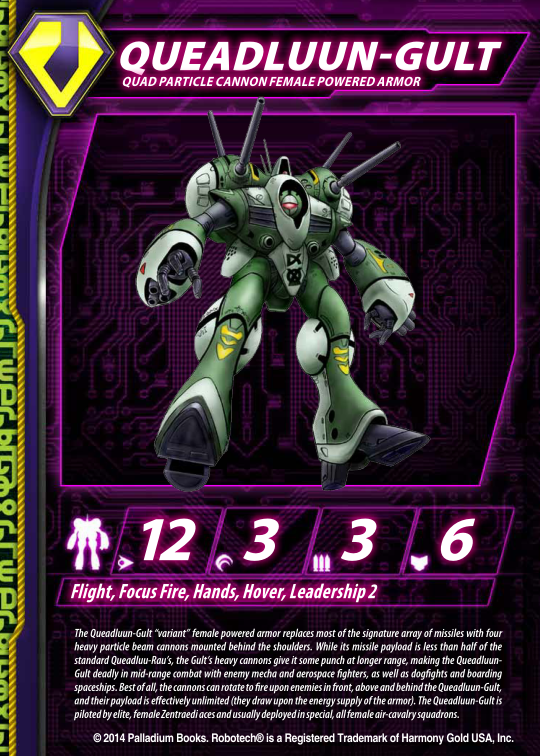 QUEADLUUN-GULT
QUAD PARTICLE CANNON FEMALE POWERED ARMOR
12 3 3 6
Flight, Focus Fire, Hands, Hover, Leadership 2
The Queadluun-Gult “variant” female powered armor replaces most of the signature array of missiles with four
heavy particle beam cannons mounted behind the shoulders. While its missile payload is less than half of the
standard Queadluu-Rau's, the Gult's heavy cannons give it some punch at longer range, making the Queadluun-
Gult deadly in mid-range combat with enemy mecha and aerospace fighters, as well as dogfights and boarding
spaceships. Best of all, the cannons can rotate to fire upon enemies in front, above and behind the Queadluun-Gult,
and their payload is effectively unlimited (they draw upon the energy supply of the armor). The Queadluun-Gult is
piloted by elite, female Zentraedi aces and usually deployed in special, all female air-cavalry squadrons.
© 2014 Palladium Books. Robotech® is a Registered Trademark of Harmony Gold USA, Inc.